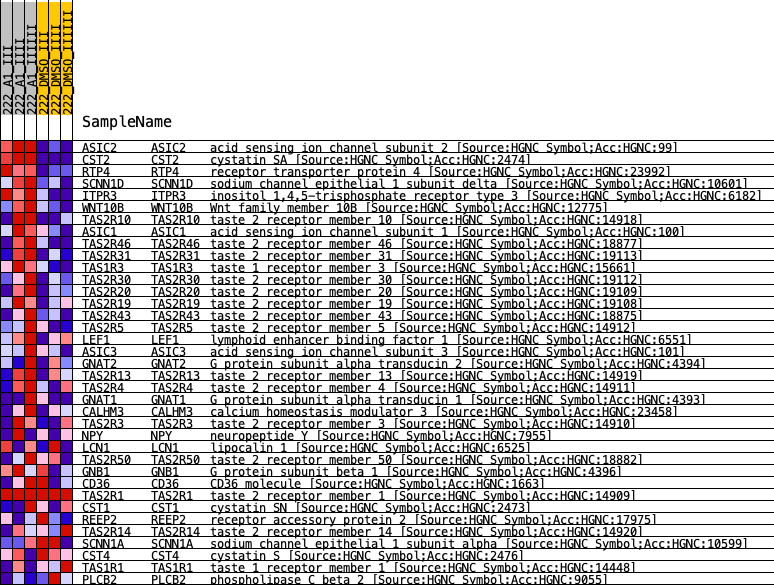 222_A1_III
222_A1_IIII
222_A1_IIIIII
222_DMSO_III
222_DMSO_IIII
222_DMSO_IIIIII
SampleName
ASIC2 ASIC2 acid sensing ion channel subunit 2 [Source:HGNC Symbol;Acc:HGNC:99]
CST2 CST2 cystatin SA [Source:HGNC Symbol;Acc:HGNC:2474]
RTP4 RTP4 receptor transporter protein 4 [Source:HGNC Symbol;Acc:HGNC:23992]
SCNN1D SCNN1D sodium channel epithelial 1 subunit delta [Source:HGNC Symbol;Acc:HGNC:10601]
ITPR3 ITPR3 inositol 1,4,5-trisphosphate receptor type 3 [Source:HGNC Symbol;Acc:HGNC:6182]
WNT10B WNT10B Wnt family member 10B [Source:HGNC Symbol;Acc:HGNC:12775]
TAS2R10 TAS2R10 taste 2 receptor member 10 [Source:HGNC Symbol;Acc:HGNC:14918]
ASIC1 ASIC1 acid sensing ion channel subunit 1 [Source:HGNC Symbol;Acc:HGNC:100]
TAS2R46 TAS2R46 taste 2 receptor member 46 [Source:HGNC Symbol;Acc:HGNC:18877]
TAS2R31 TAS2R31 taste 2 receptor member 31 [Source:HGNC Symbol;Acc:HGNC:19113]
TAS1R3 TAS1R3 taste 1 receptor member 3 [Source:HGNC Symbol;Acc:HGNC:15661]
TAS2R30 TAS2R30 taste 2 receptor member 30 [Source:HGNC Symbol;Acc:HGNC:19112]
TAS2R20 TAS2R20 taste 2 receptor member 20 [Source:HGNC Symbol;Acc:HGNC:19109]
TAS2R19 TAS2R19 taste 2 receptor member 19 [Source:HGNC Symbol;Acc:HGNC:19108]
TAS2R43 TAS2R43 taste 2 receptor member 43 [Source:HGNC Symbol;Acc:HGNC:18875]
TAS2R5 TAS2R5 taste 2 receptor member 5 [Source:HGNC Symbol;Acc:HGNC:14912]
LEF1 LEF1 lymphoid enhancer binding factor 1 [Source:HGNC Symbol;Acc:HGNC:6551]
ASIC3 ASIC3 acid sensing ion channel subunit 3 [Source:HGNC Symbol;Acc:HGNC:101]
GNAT2 GNAT2 G protein subunit alpha transducin 2 [Source:HGNC Symbol;Acc:HGNC:4394]
TAS2R13 TAS2R13 taste 2 receptor member 13 [Source:HGNC Symbol;Acc:HGNC:14919]
TAS2R4 TAS2R4 taste 2 receptor member 4 [Source:HGNC Symbol;Acc:HGNC:14911]
GNAT1 GNAT1 G protein subunit alpha transducin 1 [Source:HGNC Symbol;Acc:HGNC:4393]
CALHM3 CALHM3 calcium homeostasis modulator 3 [Source:HGNC Symbol;Acc:HGNC:23458]
TAS2R3 TAS2R3 taste 2 receptor member 3 [Source:HGNC Symbol;Acc:HGNC:14910]
NPY NPY neuropeptide Y [Source:HGNC Symbol;Acc:HGNC:7955]
LCN1 LCN1 lipocalin 1 [Source:HGNC Symbol;Acc:HGNC:6525]
TAS2R50 TAS2R50 taste 2 receptor member 50 [Source:HGNC Symbol;Acc:HGNC:18882]
GNB1 GNB1 G protein subunit beta 1 [Source:HGNC Symbol;Acc:HGNC:4396]
CD36 CD36 CD36 molecule [Source:HGNC Symbol;Acc:HGNC:1663]
TAS2R1 TAS2R1 taste 2 receptor member 1 [Source:HGNC Symbol;Acc:HGNC:14909]
CST1 CST1 cystatin SN [Source:HGNC Symbol;Acc:HGNC:2473]
REEP2 REEP2 receptor accessory protein 2 [Source:HGNC Symbol;Acc:HGNC:17975]
TAS2R14 TAS2R14 taste 2 receptor member 14 [Source:HGNC Symbol;Acc:HGNC:14920]
SCNN1A SCNN1A sodium channel epithelial 1 subunit alpha [Source:HGNC Symbol;Acc:HGNC:10599]
CST4 CST4 cystatin S [Source:HGNC Symbol;Acc:HGNC:2476]
TAS1R1 TAS1R1 taste 1 receptor member 1 [Source:HGNC Symbol;Acc:HGNC:14448]
PLCB2 PLCB2 phospholipase C beta 2 [Source:HGNC Symbol;Acc:HGNC:9055]